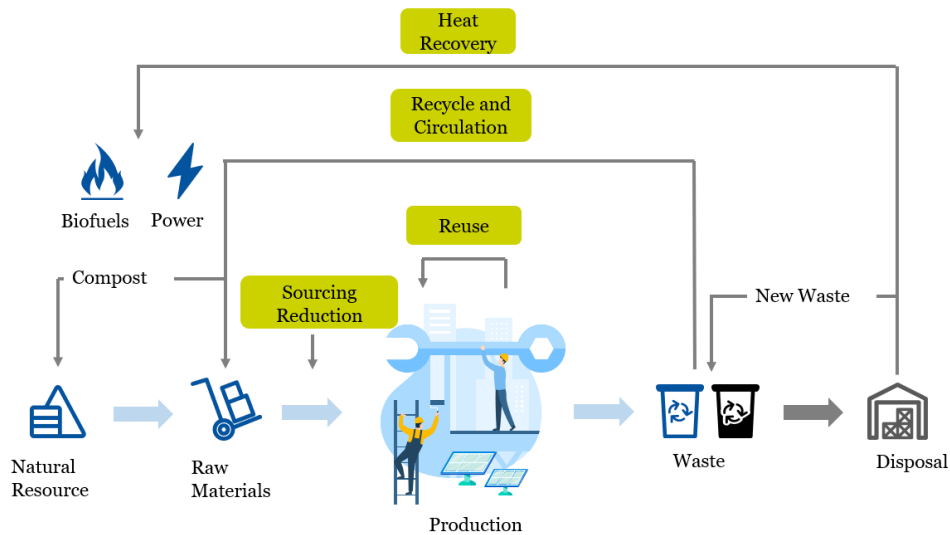 Heat
Recovery
Recycle and
Circulation
Biofuels
Power
Reuse
Compost
Sourcing
Reduction
New Waste
Natural
Resource
Raw
Materials
Production
Waste
Disposal